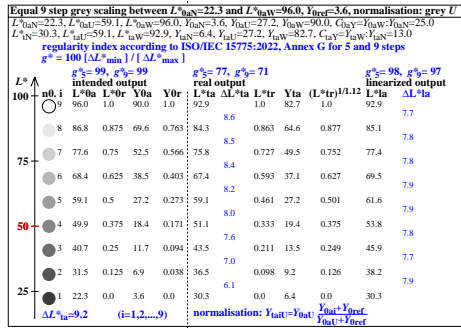 Equal 9 step grey scaling between L*0aN=22.3 and L*0aW=96.0, Y0ref=3.6, normalisation: grey U
L*0aN=22.3, L*0aU=59.1, L*0aW=96.0, Y0aN=3.6, Y0aU=27.2, Y0aW=90.0, C0aY=Y0aW:Y0aN=25.0
L*taN=30.3, L*taU=59.1, L*taW=92.9, YtaN=6.4, YtaU=27.2, YtaW=82.7, CtaY=YtaW:YtaN=13.0
regularity index according to ISO/IEC 15775:2022, Annex G for 5 and 9 steps
g* = 100 [ΔL*min ] / [ ΔL*max ]
g*5= 99, g*9= 99 g*5= 77, g*9= 71 g*5= 98, g*9= 97
L* intended output real output linearized output
n0. i L*0a L*0r Y0a Y0r L*ta ΔL*ta L*tr Yta (L*tr)1/1.12 L*la ΔL*la
100 9 96.0 1.0 90.0 1.0 92.9 1.0 82.7 1.0 92.9
8.6 7.7
8 86.8 0.875 69.6 0.763 84.3 0.863 64.6 0.877 85.1
8.5 7.8
75 7 77.6 0.75 52.5 0.566 75.8 0.727 49.5 0.752 77.4
8.4 7.8
6 68.4 0.625 38.5 0.403 67.4 0.593 37.1 0.627 69.5
8.2 7.9
5 59.1 0.5 27.2 0.273 59.1 0.461 27.2 0.501 61.6
8.0 7.8
50 4 49.9 0.375 18.4 0.171 51.1 0.333 19.4 0.375 53.8
7.6 7.9
3 40.7 0.25 11.7 0.094 43.5 0.211 13.5 0.249 45.9
7.0
2 31.5 0.125 6.9 0.038 36.5 0.098 9.2 0.126 38.2
6.1 7.9
25 1 22.3 0.0 3.6 0.0 30.3 0.0 6.4 0.0 30.3
ΔL*ta=9.2 (i=1,2,...,9) normalisation: YtaiU=Y0aU Y0ai+Y0ref
Y0aU+Y0ref